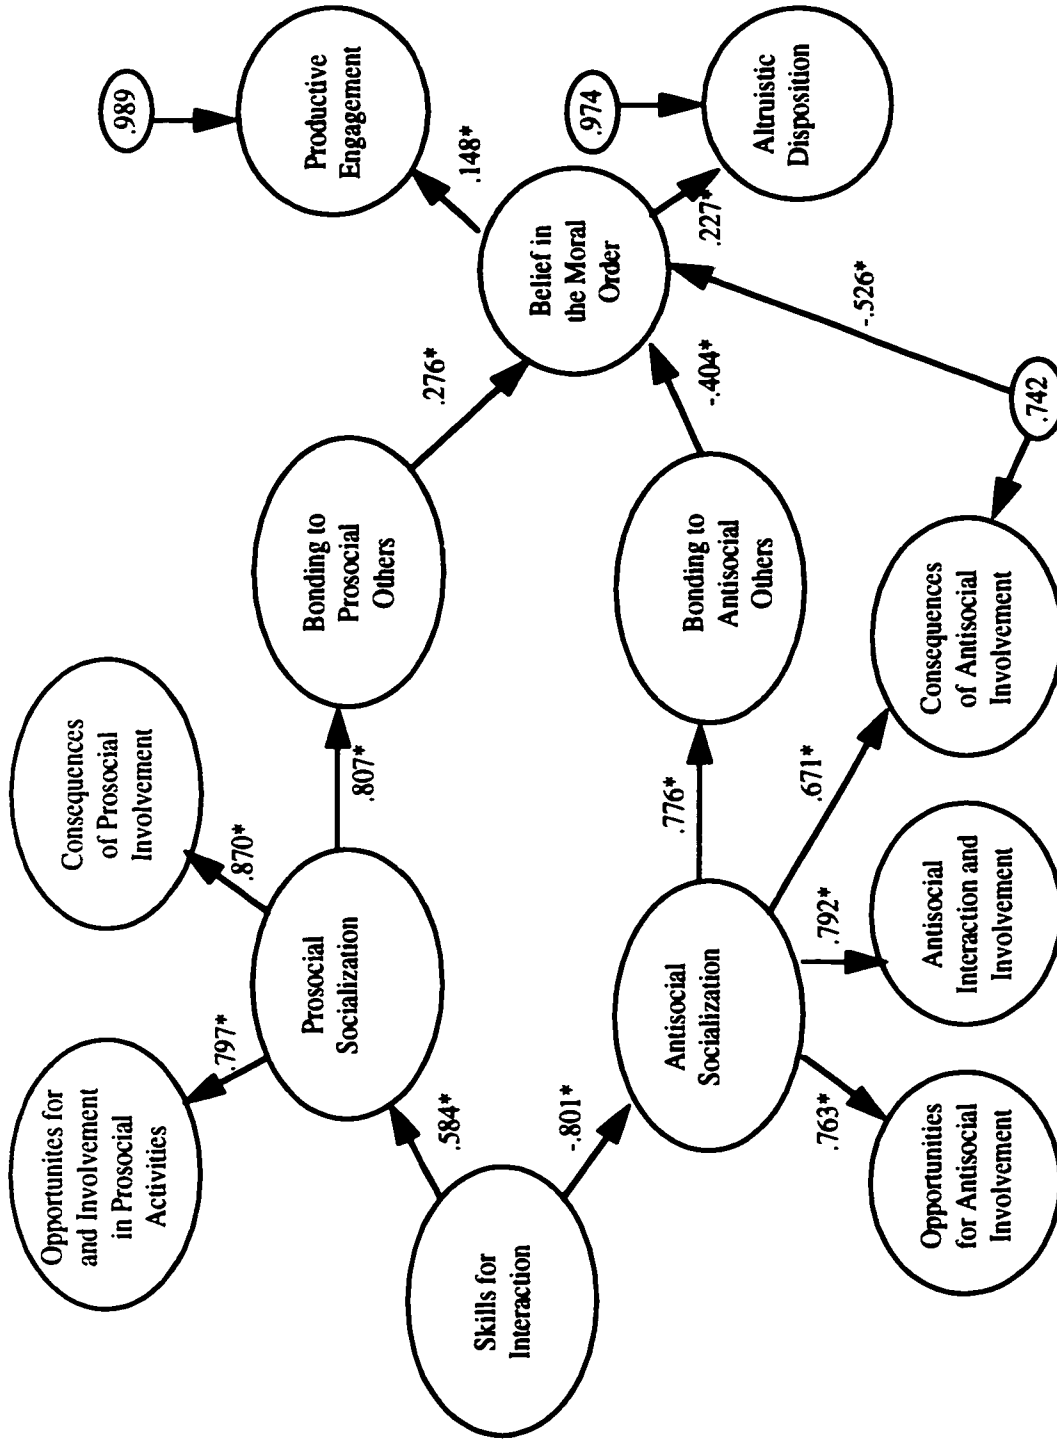 Opportunites for
and Involvement
in Prosocial
Activities
.797*
Consequences
of Prosocial
Involvement
.870*
Prosocial
Socialization
.807*
Bonding to
Prosocial
Others
.276*
.989
Productive
Engagement
.148*
Skills for
Interaction
.584*
-.801*
Belief in
the Moral
Order
.974
.227*
Altruistic
Disposition
Antisocial
Socialization
.776*
Bonding to
Antisocial
Others
-.404*
-.526*
.763*
.792*
.671*
Opportunities
for Antisocial
Involvement
Antisocial
Interaction and
Involvement
Consequences
of Antisocial
Involvement
.742